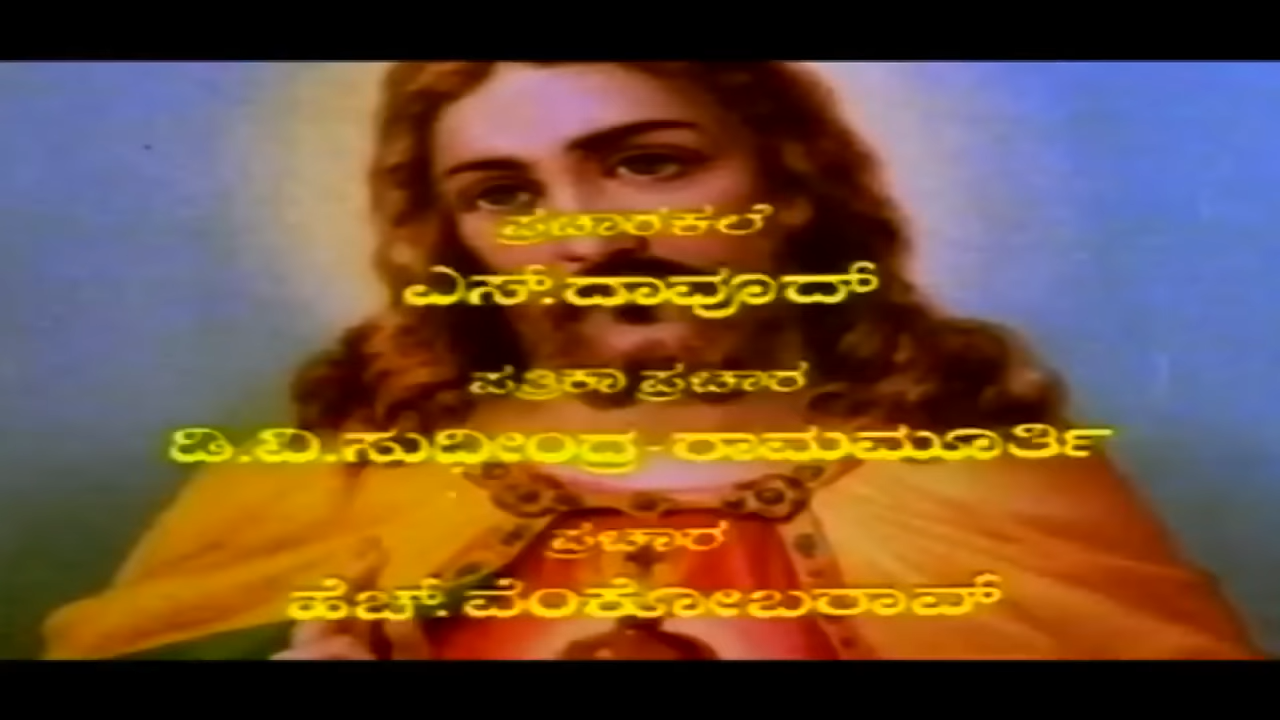 ಪ್ರಚಾರಕಲೆ
ಎಸ್.ದಾವೂದ್
ಪತ್ರಿಕಾ ಪ್ರಚಾರ
ಡಿ.ವಿ.ಸುಧೀಂದ್ರ-ರಾಮಮೂರ್ತಿ
ಪ್ರಚಾರ
ಹೆಚ್.ವೆಂಕೋಬರಾವ್